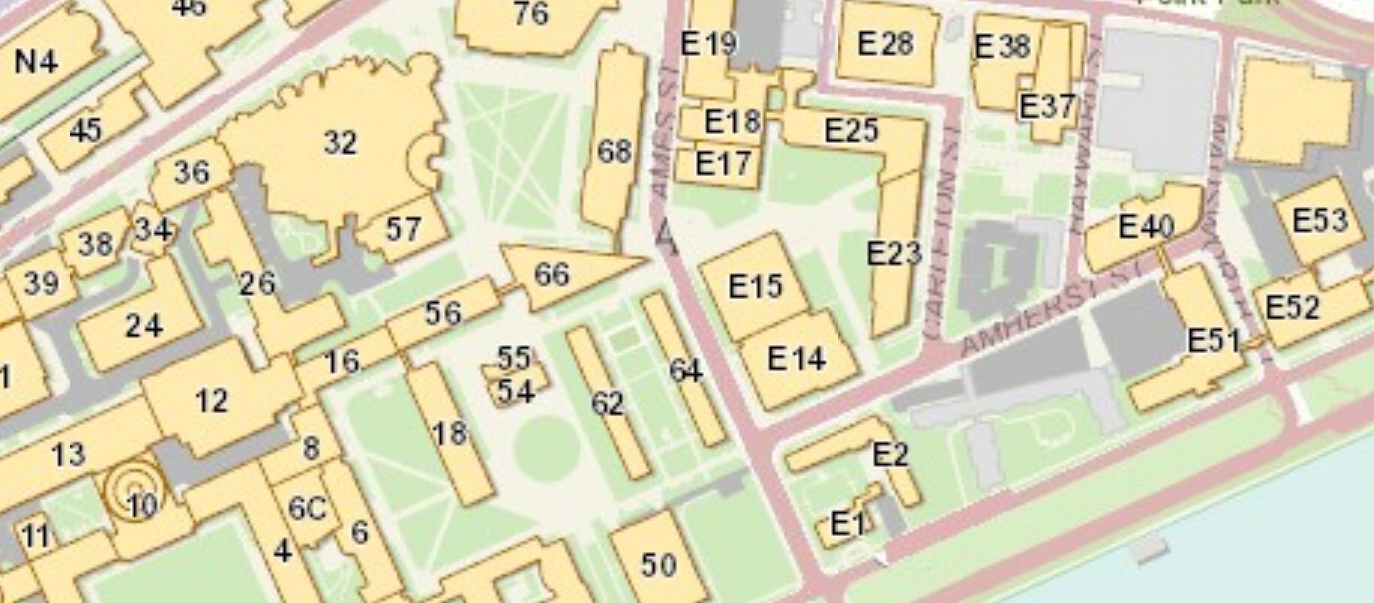 46
76
E19
E28
E38
N4
E37
45
32
68
E18
E25
E17
AMES ST
CARLETON ST
HAYWARD ST
36
38
34
57
E40
E53
39
26
66
E23
E15
AMHERST ST
24
56
E52
1
16
55
54
64
E14
E51
12
62
13
8
18
E2
10
6C
6
11
4
50
E1